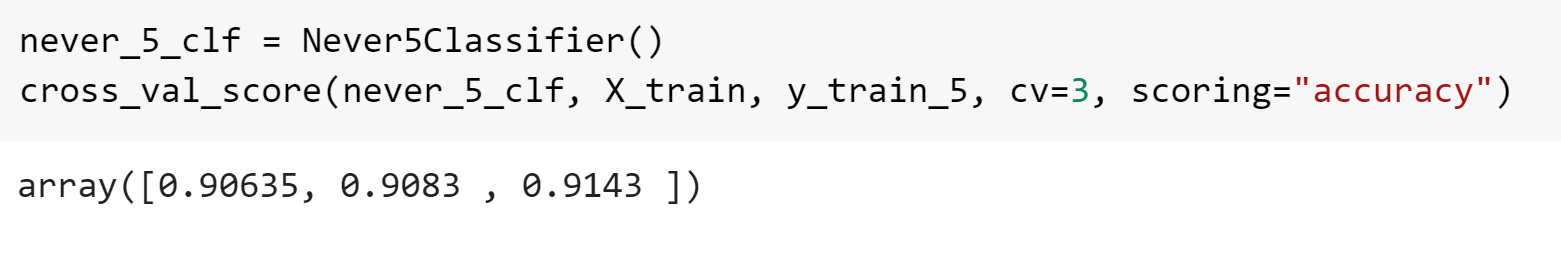 never_5_clf = Never5Classifier()
cross_val_score(never_5_clf, X_train, y_train_5, cv=3, scoring="accuracy")
array([0.90635, 0.9083 , 0.9143 ])